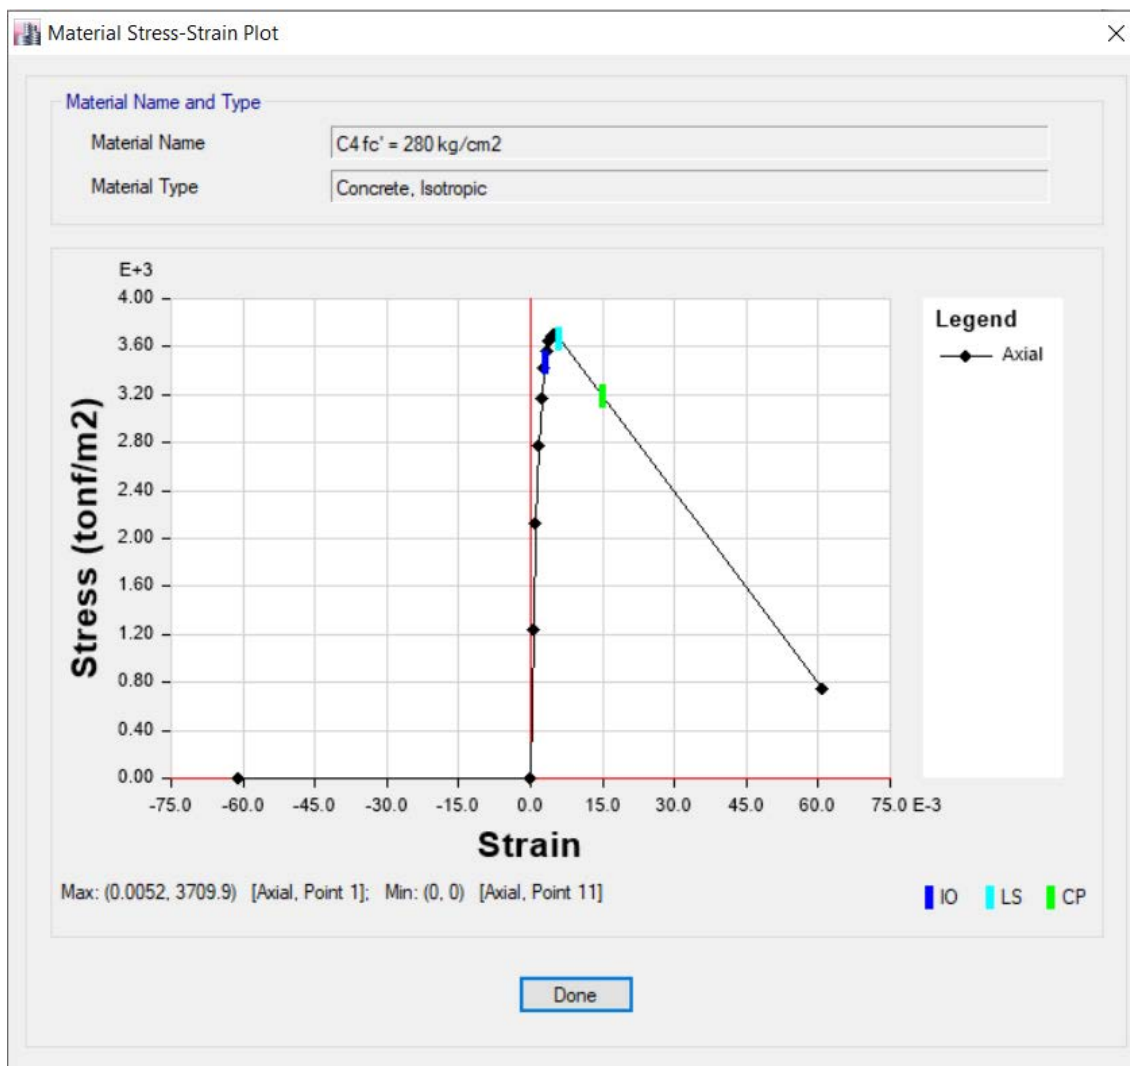 Material Stress-Strain Plot
Material Name and Type
Material Name
C4 fc' = 280 kg/cm2
Material Type
Concrete, Isotropic
E+3
4.00
3.60
3.20
2.80
2.40
2.00
1.60
1.20
0.80
0.40
0.00
Stress (tonf/m2)
-75.0 -60.0 -45.0 -30.0 -15.0 0.0 15.0 30.0 45.0 60.0 75.0 E-3
Strain
Legend
Axial
Max: (0.0052, 3709.9) [Axial, Point 1]; Min: (0, 0) [Axial, Point 11]
IO LS CP
Done